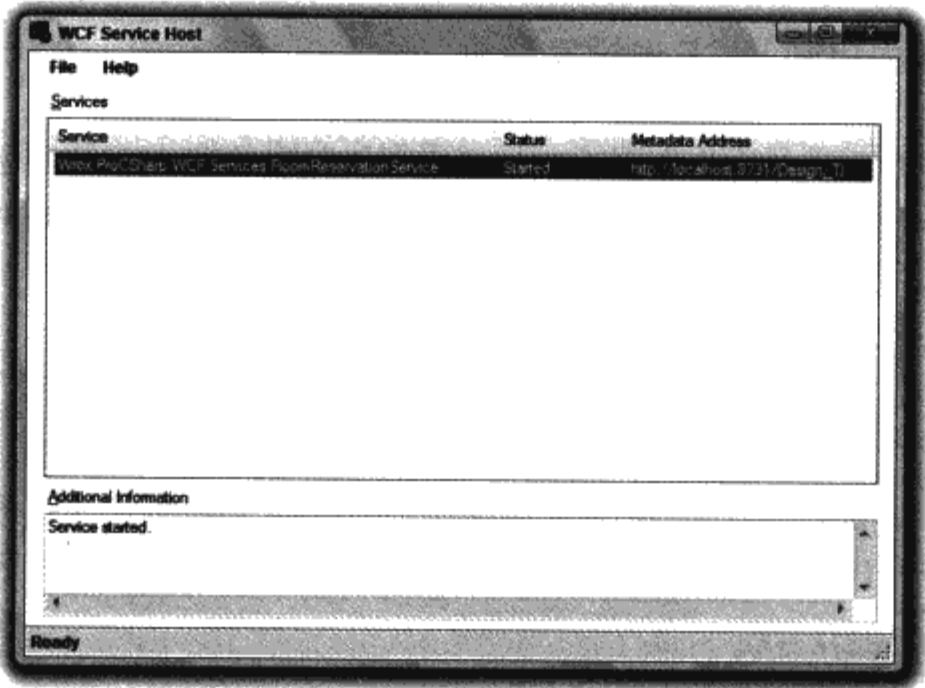 WCF Service Host
File Help
Services
Service Status Metadata Address
Wrox.ProCSharp.WCF.Services.RoomReservationService Started http://localhost:8731/Design_Ti
Additional Information
Service started.
Ready